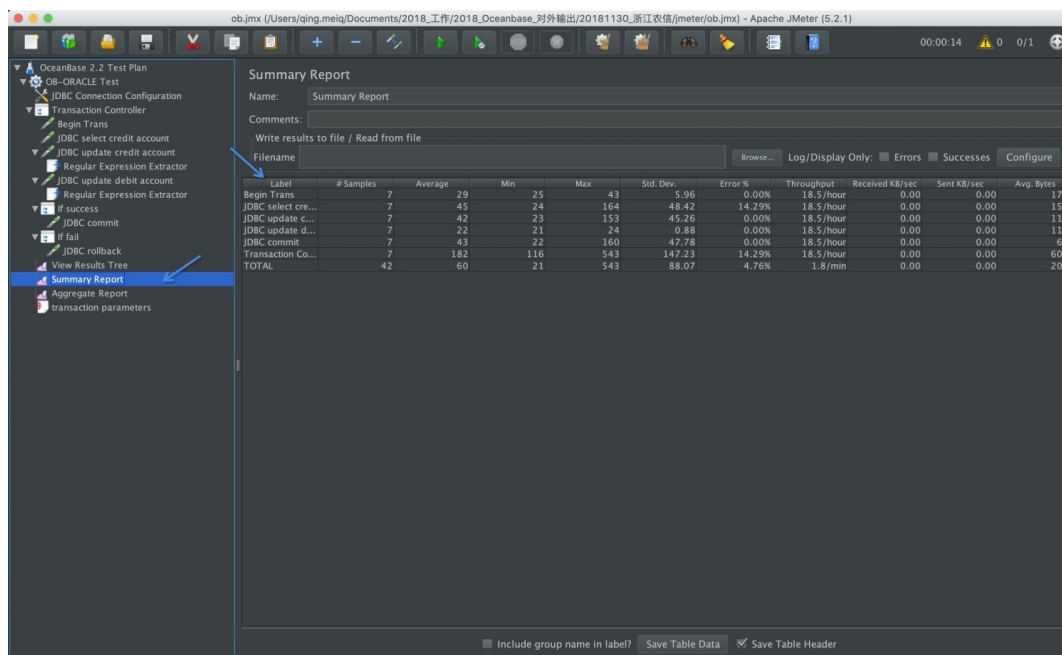 ob.jmx (/Users/qing.meiq/Documents/2018_工作/2018_Oceanbase_对外输出/20181130_浙江农信/jmeter/ob.jmx) - Apache JMeter (5.2.1)
00:00:14 0 0/1
OceanBase 2.2 Test Plan
OB-ORACLE Test
JDBC Connection Configuration
Transaction Controller
Begin Trans
JDBC select credit account
JDBC update credit account
Regular Expression Extractor
JDBC update debit account
Regular Expression Extractor
If success
JDBC commit
If fail
JDBC rollback
View Results Tree
Summary Report
Aggregate Report
transaction parameters
Summary Report
Name: Summary Report
Comments:
Write results to file / Read from file
Filename Browse... Log/Display Only: Errors Successes Configure
Label # Samples Average Min Max Std. Dev. Error % Throughput Received KB/sec Sent KB/sec Avg. Bytes
Begin Trans 7 29 25 43 5.96 0.00% 18.5/hour 0.00 0.00 17
JDBC select cre... 7 45 24 164 48.42 14.29% 18.5/hour 0.00 0.00 15
JDBC update c... 7 42 23 153 45.26 0.00% 18.5/hour 0.00 0.00 11
JDBC update d... 7 22 21 24 0.88 0.00% 18.5/hour 0.00 0.00 11
JDBC commit 7 43 22 160 47.78 0.00% 18.5/hour 0.00 0.00 6
Transaction Co... 7 182 116 543 147.23 14.29% 18.5/hour 0.00 0.00 60
TOTAL 42 60 21 543 88.07 4.76% 1.8/min 0.00 0.00 20
Include group name in label? Save Table Data Save Table Header